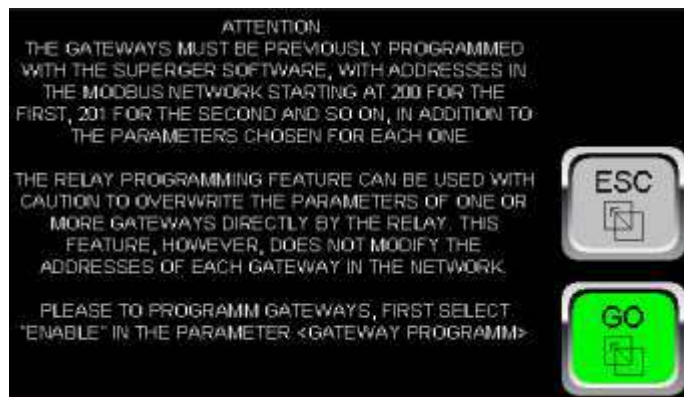 ATTENTION
THE GATEWAYS MUST BE PREVIOUSLY PROGRAMMED
WITH THE SUPERGER SOFTWARE, WITH ADDRESSES IN
THE MODBUS NETWORK STARTING AT 200 FOR THE
FIRST, 201 FOR THE SECOND AND SO ON, IN ADDITION TO
THE PARAMETERS CHOSEN FOR EACH ONE.
THE RELAY PROGRAMMING FEATURE CAN BE USED WITH
CAUTION TO OVERWRITE THE PARAMETERS OF ONE OR
MORE GATEWAYS DIRECTLY BY THE RELAY. THIS
FEATURE, HOWEVER, DOES NOT MODIFY THE
ADDRESSES OF EACH GATEWAY IN THE NETWORK.
PLEASE TO PROGRAMM GATEWAYS, FIRST SELECT
"ENABLE" IN THE PARAMETER <GATEWAY PROGRAMM>
ESC
GO